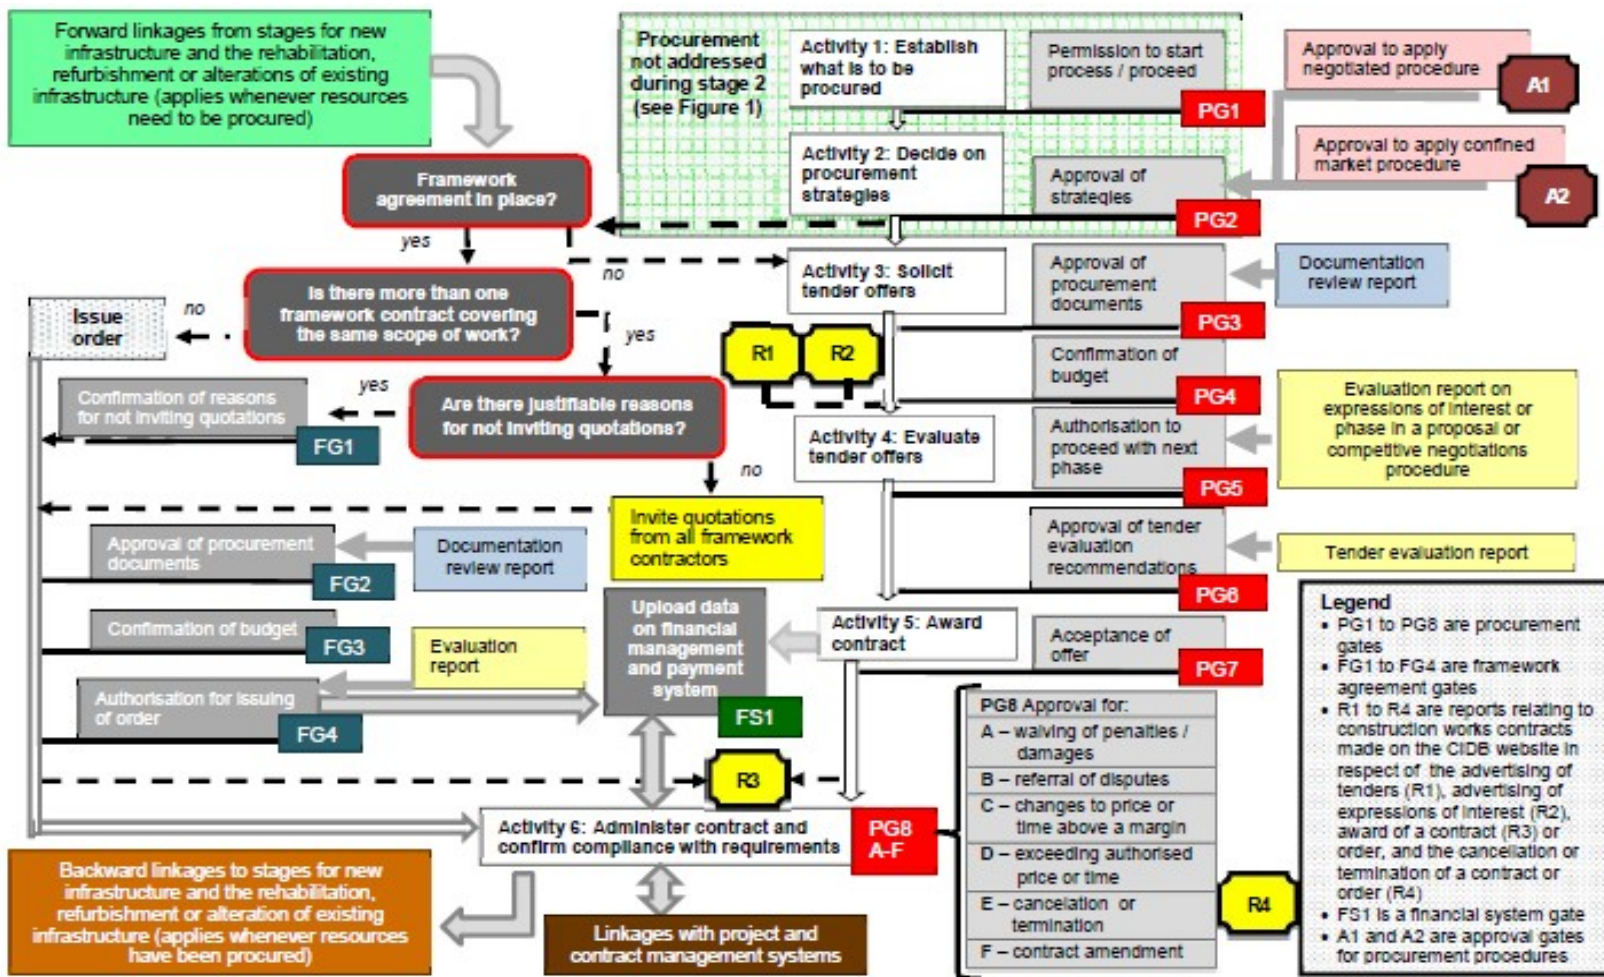 Forward linkages from stages for new
infrastructure and the rehabilitation,
refurbishment or alterations of existing
infrastructure (applies whenever resources
need to be procured)
Procurement
not addressed
during stage 2
(see Figure 1)
Activity 1: Establish
what is to be
procured
Permission to start
process / proceed
PG1
Approval to apply
negotiated procedure
A1
Activity 2: Decide on
procurement
strategies
Approval of
strategies
PG2
Approval to apply confined
market procedure
A2
Framework
agreement in place?
yes
no
Activity 3: Solicit
tender offers
Approval of
procurement
documents
PG3
Documentation
review report
Is there more than one
framework contract covering
the same scope of work?
no
yes
Issue
order
R1
R2
Confirmation of
budget
PG4
Confirmation of reasons
for not inviting quotations
FG1
yes
Are there justifiable reasons
for not inviting quotations?
no
Activity 4: Evaluate
tender offers
Authorisation to
proceed with next
phase
PG5
Evaluation report on
expressions of interest or
phase in a proposal or
competitive negotiations
procedure
Invite quotations
from all framework
contractors
Approval of procurement
documents
FG2
Documentation
review report
Approval of tender
evaluation
recommendations
PG6
Tender evaluation report
Confirmation of budget
FG3
Evaluation
report
Upload data
on financial
management
and payment
system
FS1
Activity 5: Award
contract
Acceptance of
offer
PG7
Authorisation for issuing
of order
FG4
R3
Activity 6: Administer contract and
confirm compliance with requirements
PG8
A-F
PG8 Approval for:
A – waiving of penalties /
damages
B – referral of disputes
C – changes to price or
time above a margin
D – exceeding authorised
price or time
E – cancelation or
termination
F – contract amendment
R4
Backward linkages to stages for new
infrastructure and the rehabilitation,
refurbishment or alteration of existing
infrastructure (applies whenever resources
have been procured)
Linkages with project and
contract management systems
Legend
• PG1 to PG8 are procurement
gates
• FG1 to FG4 are framework
agreement gates
• R1 to R4 are reports relating to
construction works contracts
made on the CIDB website in
respect of the advertising of
tenders (R1), advertising of
expressions of interest (R2),
award of a contract (R3) or
order, and the cancellation or
termination of a contract or
order (R4)
• FS1 is a financial system gate
• A1 and A2 are approval gates
for procurement procedures